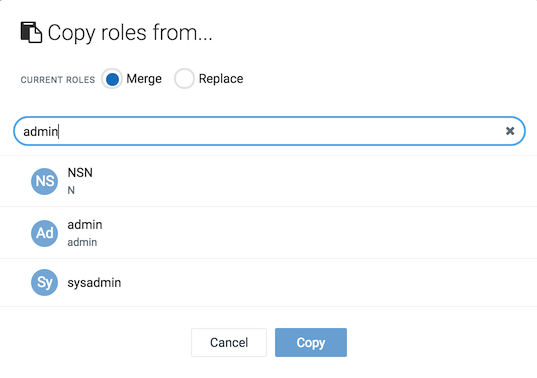 Copy roles from...
CURRENT ROLES Merge Replace
admin
NS NSN
N
Ad admin
admin
Sy sysadmin
Cancel Copy